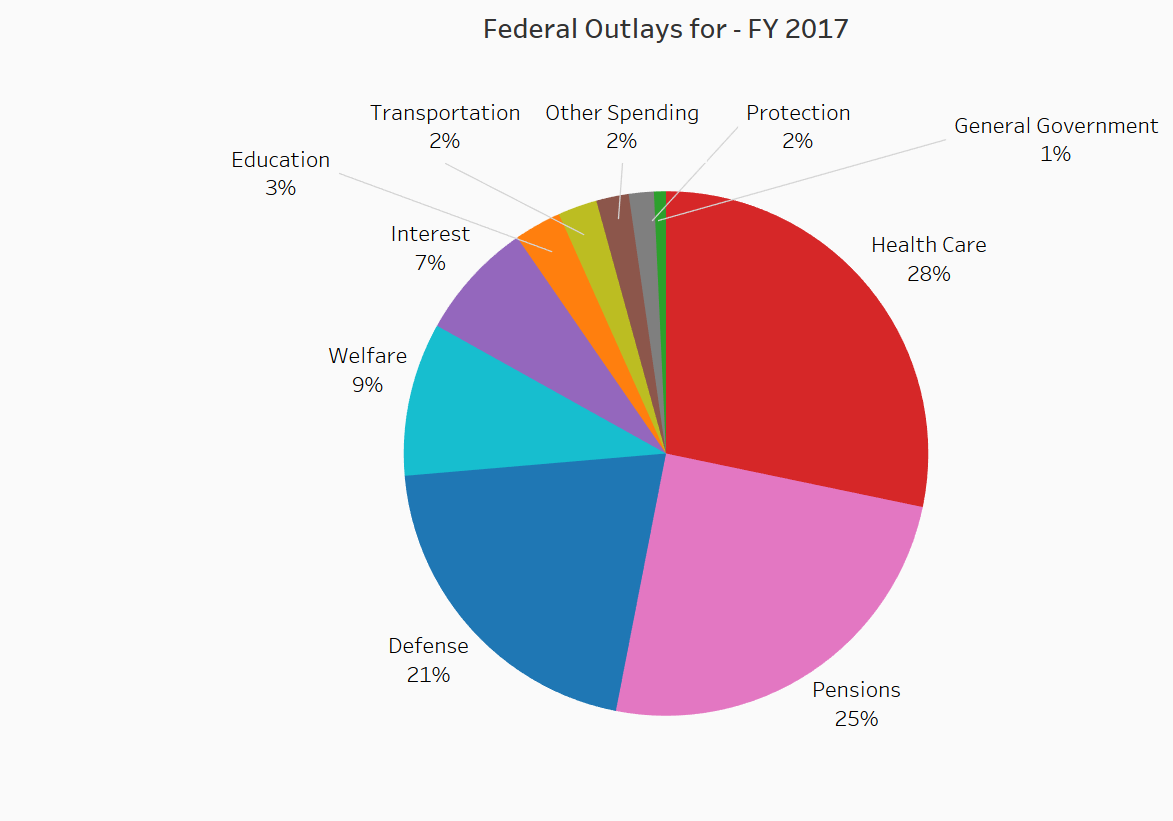 Federal Outlays for - FY 2017
Transportation
2%
Other Spending
2%
Protection
2%
General Government
1%
Education
3%
Interest
7%
Health Care
28%
Welfare
9%
Defense
21%
Pensions
25%